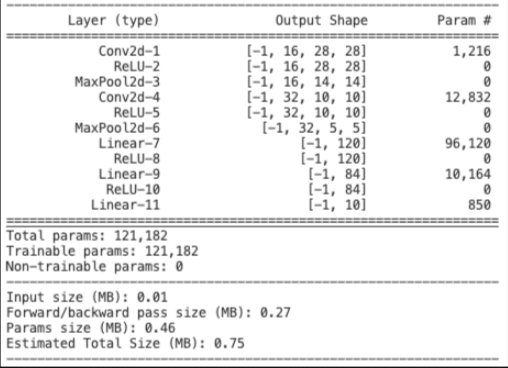 Layer (type) Output Shape Param #
Conv2d-1 [-1, 16, 28, 28] 1,216
ReLU-2 [-1, 16, 28, 28] 0
MaxPool2d-3 [-1, 16, 14, 14] 0
Conv2d-4 [-1, 32, 10, 10] 12,832
ReLU-5 [-1, 32, 10, 10] 0
MaxPool2d-6 [-1, 32, 5, 5] 0
Linear-7 [-1, 120] 96,120
ReLU-8 [-1, 120] 0
Linear-9 [-1, 84] 10,164
ReLU-10 [-1, 84] 0
Linear-11 [-1, 10] 850
Total params: 121,182
Trainable params: 121,182
Non-trainable params: 0
Input size (MB): 0.01
Forward/backward pass size (MB): 0.27
Params size (MB): 0.46
Estimated Total Size (MB): 0.75